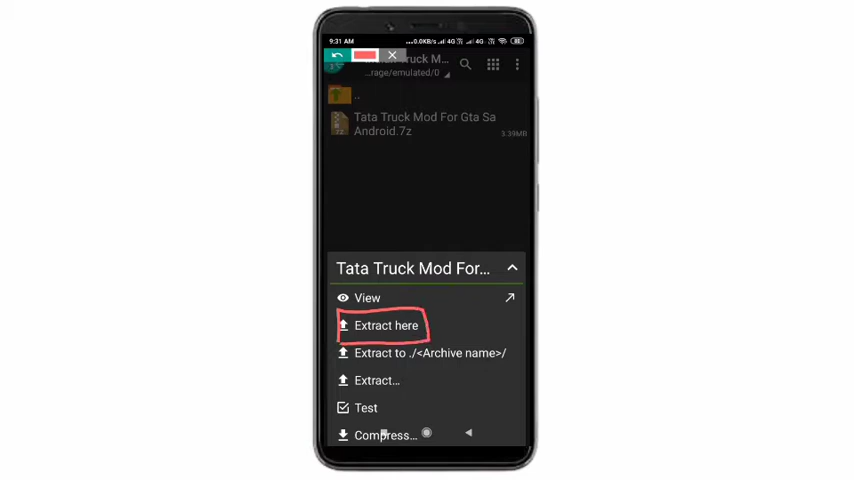 9:31 AM
...0.0KB/s 4G 4G
Truck M...
...rage/emulated/0
..
Tata Truck Mod For Gta Sa
Android.7z
3.39MB
Tata Truck Mod For...
View
Extract here
Extract to ./<Archive name>/
Extract...
Test
Compress...